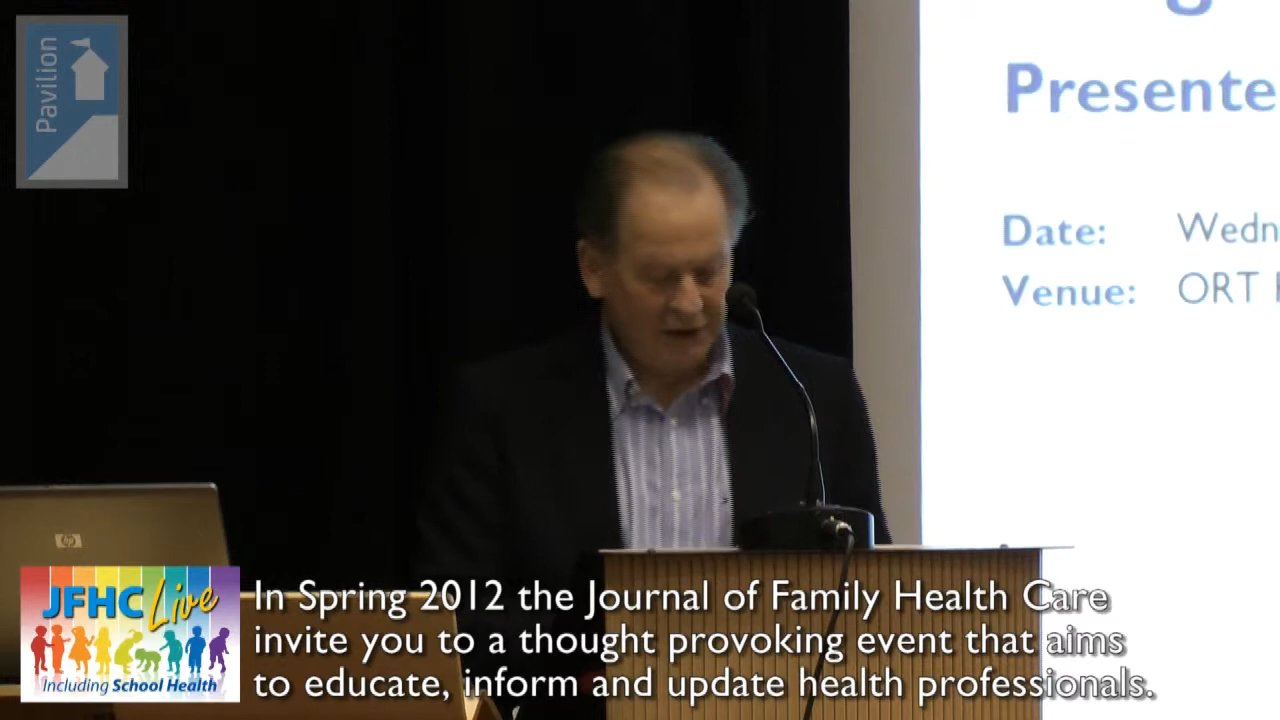 Pavilion
Presente
Date: Wedn
Venue: ORT
hp
JFHC Live
Including School Health
In Spring 2012 the Journal of Family Health Care
invite you to a thought provoking event that aims
to educate, inform and update health professionals.